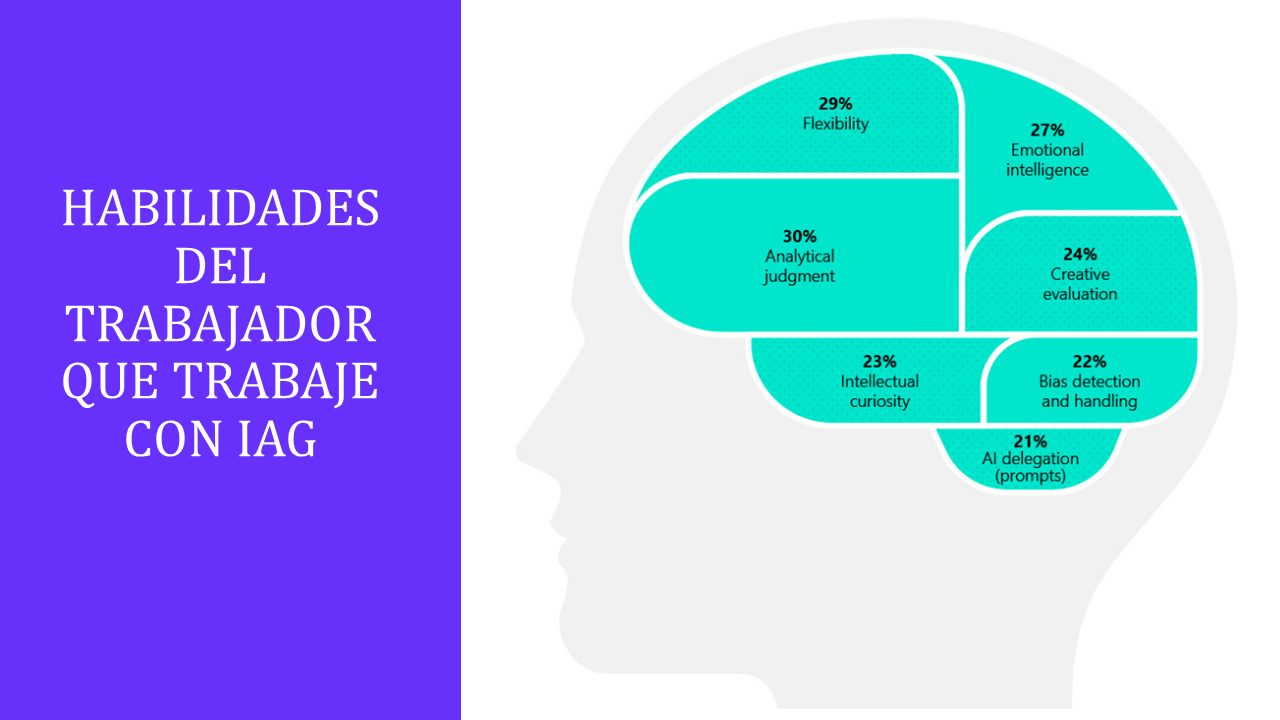 HABILIDADES
DEL
TRABAJADOR
QUE TRABAJE
CON IAG
29%
Flexibility
27%
Emotional
intelligence
30%
Analytical
judgment
24%
Creative
evaluation
23%
Intellectual
curiosity
22%
Bias detection
and handling
21%
AI delegation
(prompts)